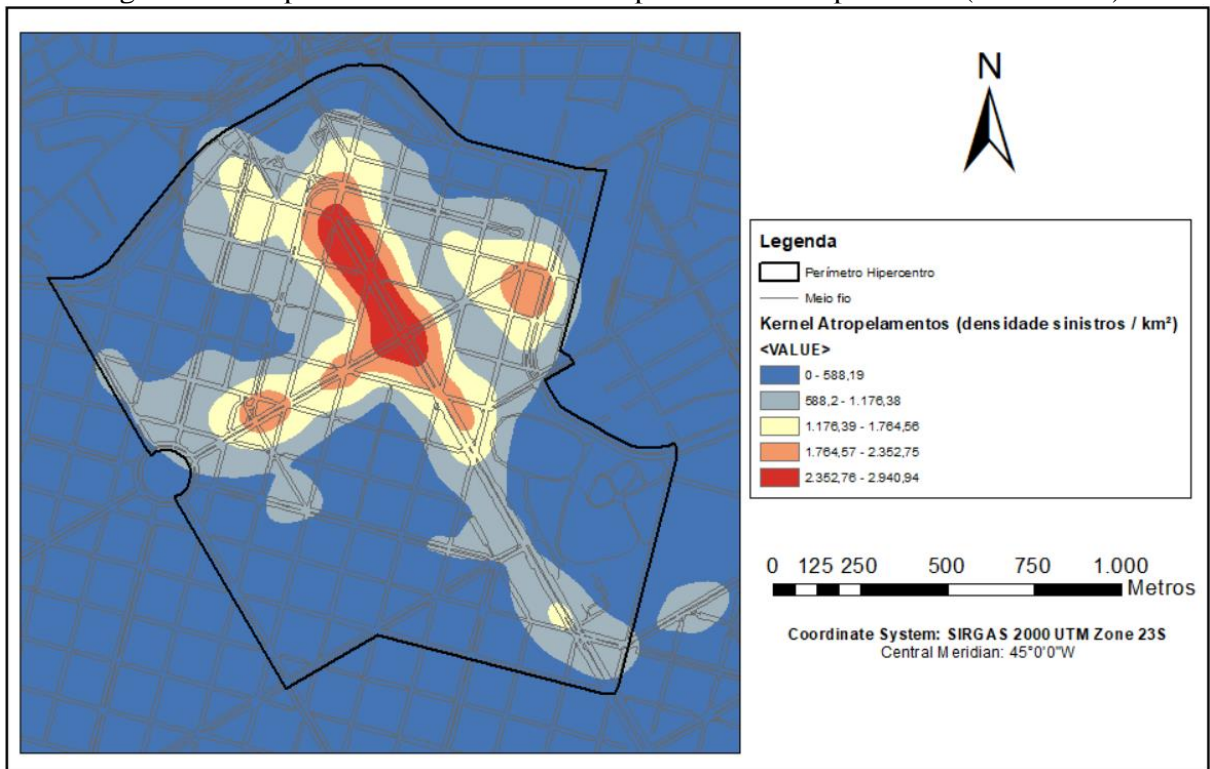 N
Legenda
Perímetro Hipercentro
Meio fio
Kernel Atropelamentos (densidade sinistros / km²)
<VALUE>
0 - 588,19
588,2 - 1.176,38
1.176,39 - 1.764,56
1.764,57 - 2.352,75
2.352,76 - 2.940,94
0 125 250 500 750 1.000
Metros
Coordinate System: SIRGAS 2000 UTM Zone 23S
Central Meridian: 45°0'0"W